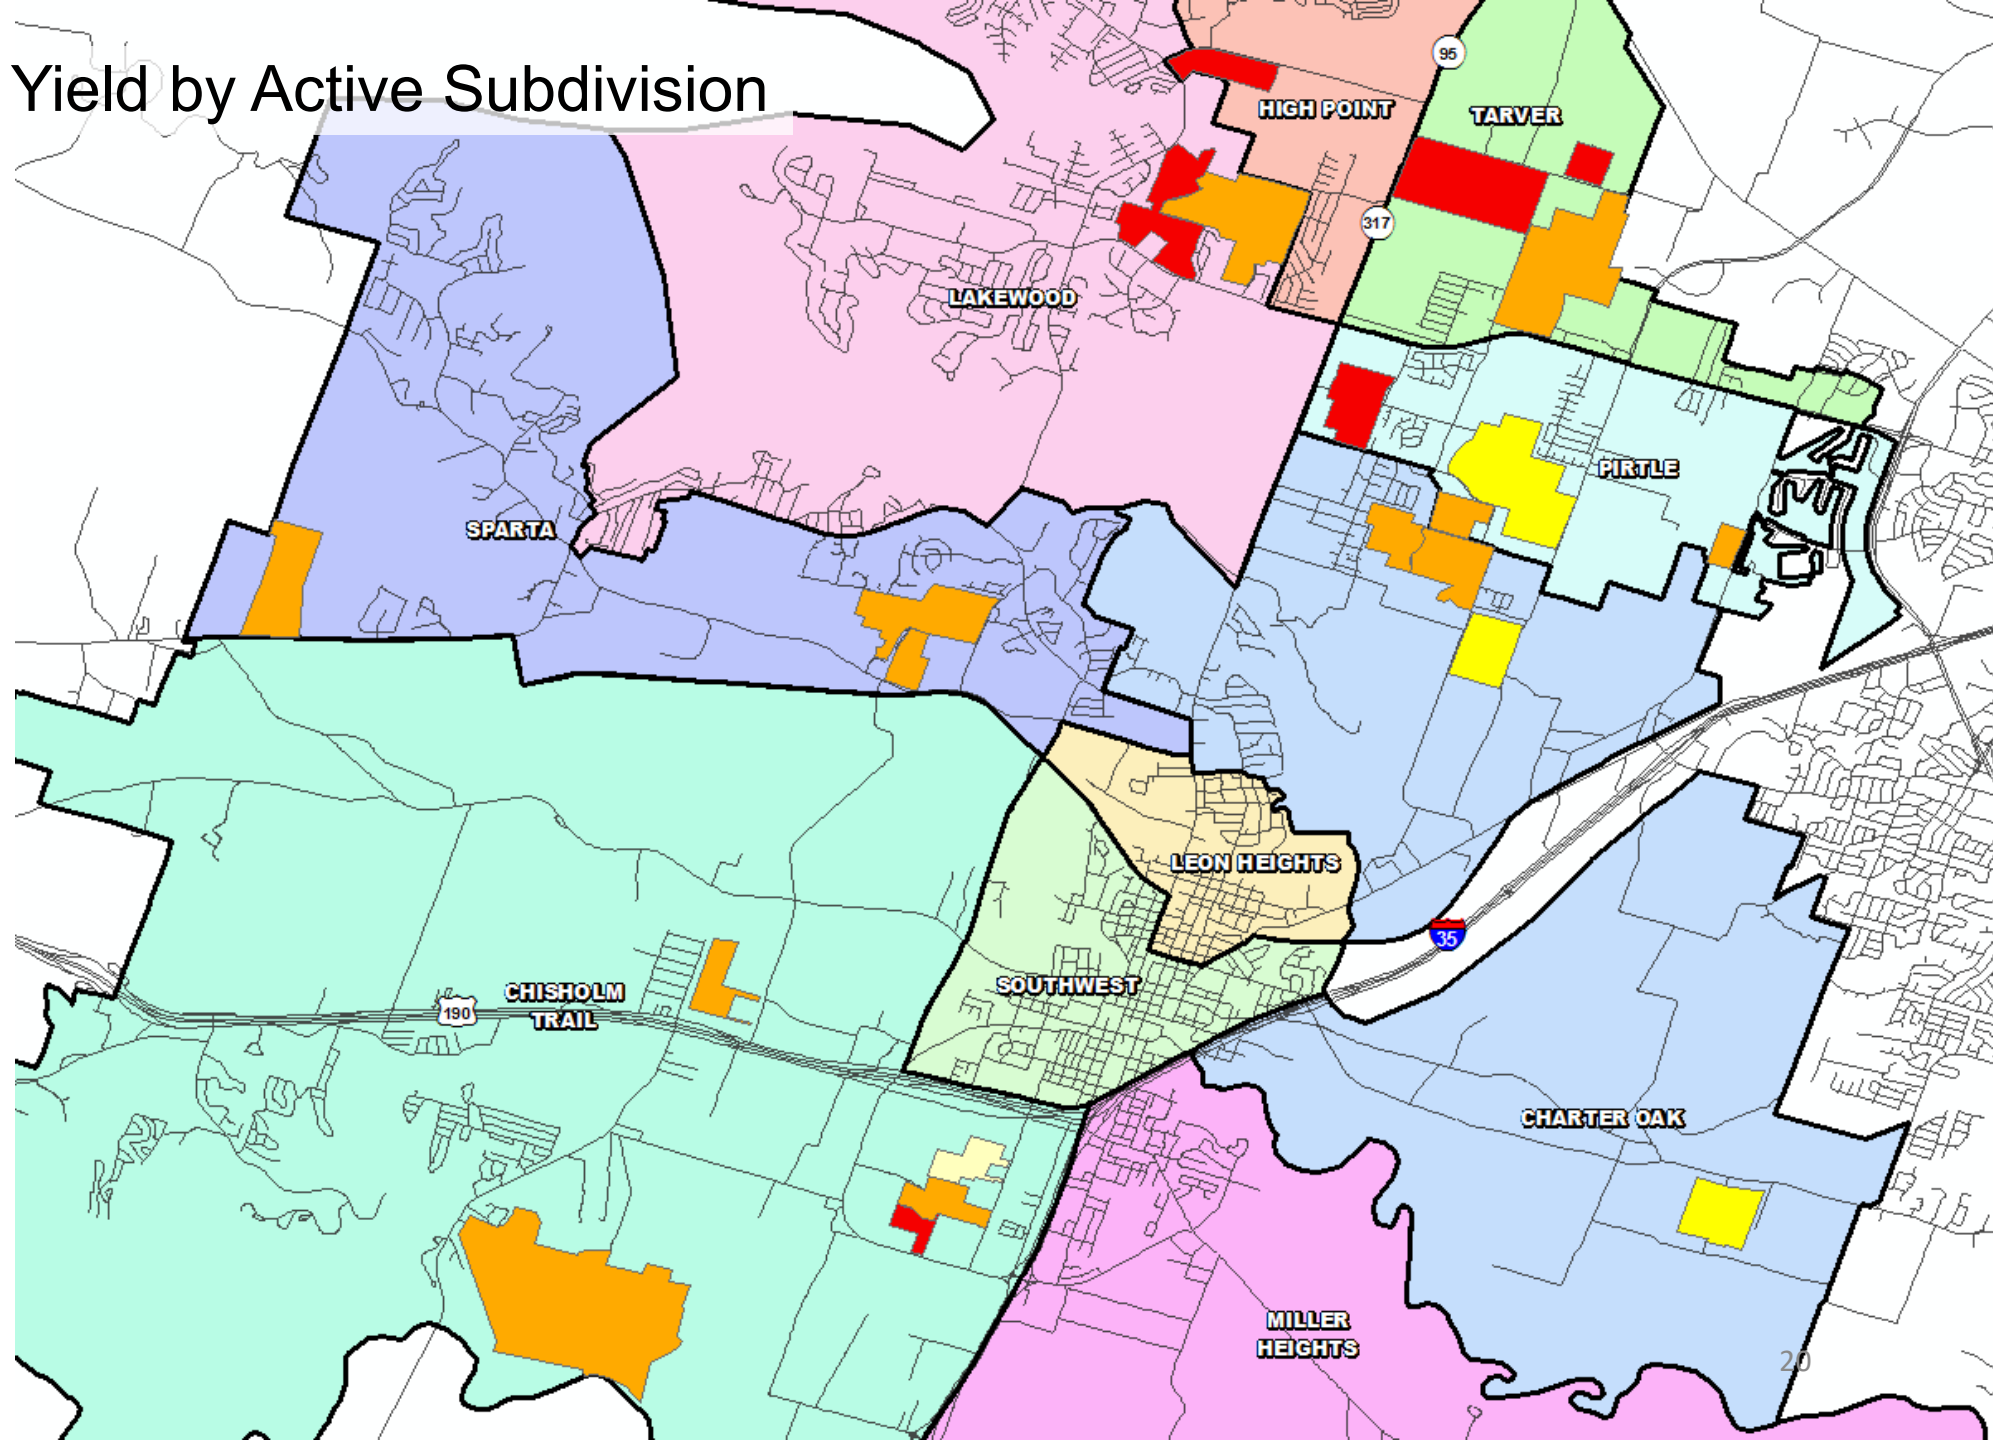 Yield by Active Subdivision
95
HIGH POINT
TARVER
317
LAKEWOOD
PIRTLE
SPARTA
LEON HEIGHTS
35
SOUTHWEST
CHISHOLM
TRAIL
190
CHARTER OAK
MILLER
HEIGHTS
20